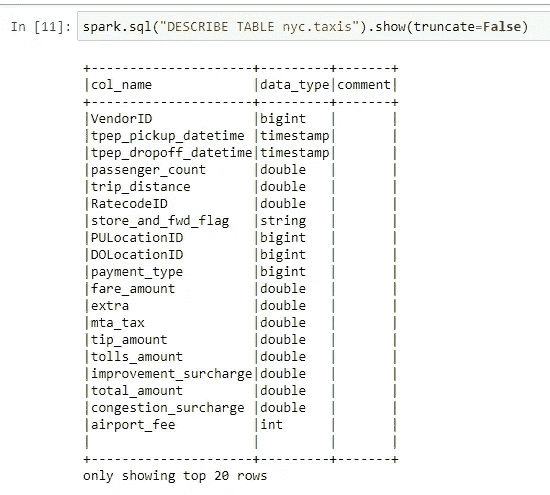 In [11]: spark.sql("DESCRIBE TABLE nyc.taxis").show(truncate=False)
+---------------------+---------+-------+
|col_name             |data_type|comment|
+---------------------+---------+-------+
|VendorID             |bigint   |       |
|tpep_pickup_datetime |timestamp|       |
|tpep_dropoff_datetime|timestamp|       |
|passenger_count      |double   |       |
|trip_distance        |double   |       |
|RatecodeID           |double   |       |
|store_and_fwd_flag   |string   |       |
|PULocationID         |bigint   |       |
|DOLocationID         |bigint   |       |
|payment_type         |bigint   |       |
|fare_amount          |double   |       |
|extra                |double   |       |
|mta_tax              |double   |       |
|tip_amount           |double   |       |
|tolls_amount         |double   |       |
|improvement_surcharge|double   |       |
|total_amount         |double   |       |
|congestion_surcharge |double   |       |
|airport_fee          |int      |       |
|                     |         |       |
+---------------------+---------+-------+
only showing top 20 rows